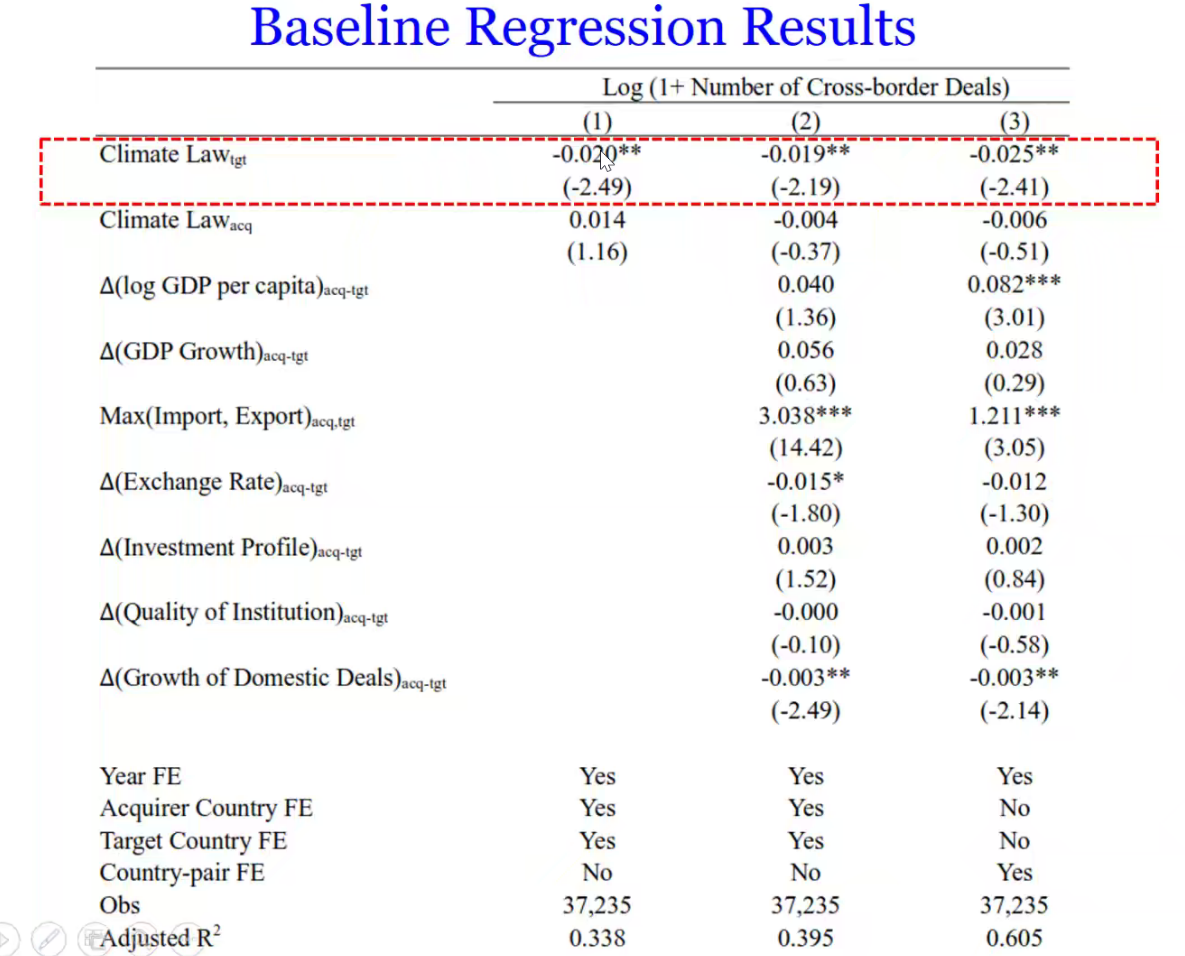 Baseline Regression Results
Log (1+ Number of Cross-border Deals)
(1) (2) (3)
Climate Lawtgt -0.020** -0.019** -0.025**
(-2.49) (-2.19) (-2.41)
Climate Lawacq 0.014 -0.004 -0.006
(1.16) (-0.37) (-0.51)
Δ(log GDP per capita)acq-tgt 0.040 0.082***
(1.36) (3.01)
Δ(GDP Growth)acq-tgt 0.056 0.028
(0.63) (0.29)
Max(Import, Export)acq,tgt 3.038*** 1.211***
(14.42) (3.05)
Δ(Exchange Rate)acq-tgt -0.015* -0.012
(-1.80) (-1.30)
Δ(Investment Profile)acq-tgt 0.003 0.002
(1.52) (0.84)
Δ(Quality of Institution)acq-tgt -0.000 -0.001
(-0.10) (-0.58)
Δ(Growth of Domestic Deals)acq-tgt -0.003** -0.003**
(-2.49) (-2.14)
Year FE Yes Yes Yes
Acquirer Country FE Yes Yes No
Target Country FE Yes Yes No
Country-pair FE No No Yes
Obs 37,235 37,235 37,235
Adjusted R² 0.338 0.395 0.605